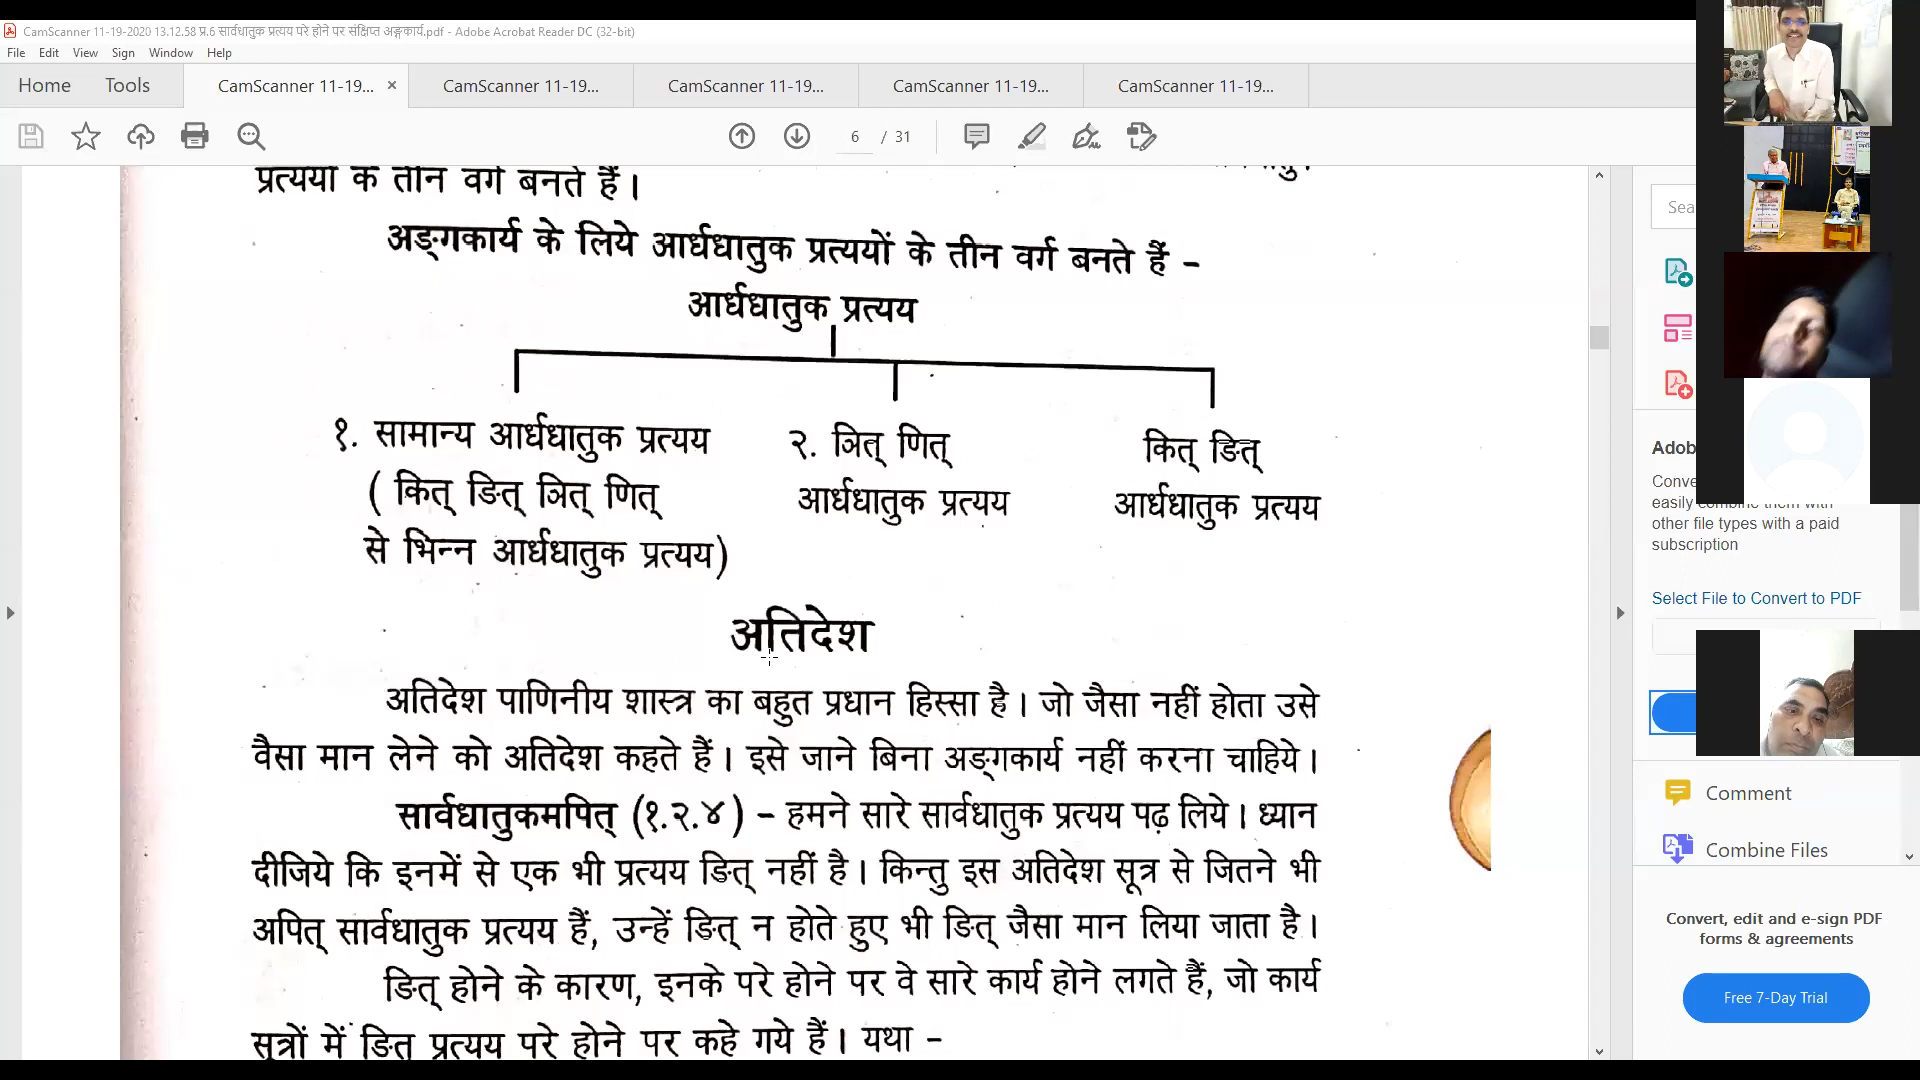 CamScanner 11-19-2020 13.12.58 प्र.6 सार्वधातुक प्रत्यय परे होने पर संक्षिप्त अङ्गकार्य.pdf - Adobe Acrobat Reader DC (32-bit)
File Edit View Sign Window Help
Home Tools CamScanner 11-19... × CamScanner 11-19... CamScanner 11-19... CamScanner 11-19... CamScanner 11-19...
6 / 31
प्रत्ययों के तीन वर्ग बनते हैं।
अङ्गकार्य के लिये आर्धधातुक प्रत्ययों के तीन वर्ग बनते हैं -
आर्धधातुक प्रत्यय
१. सामान्य आर्धधातुक प्रत्यय २. ञित् णित् कित् ङित्
( कित् ङित् ञित् णित् आर्धधातुक प्रत्यय आर्धधातुक प्रत्यय
से भिन्न आर्धधातुक प्रत्यय)
अतिदेश
अतिदेश पाणिनीय शास्त्र का बहुत प्रधान हिस्सा है। जो जैसा नहीं होता उसे
वैसा मान लेने को अतिदेश कहते हैं। इसे जाने बिना अङ्गकार्य नहीं करना चाहिये।
सार्वधातुकमपित् (१.२.४) - हमने सारे सार्वधातुक प्रत्यय पढ़ लिये। ध्यान
दीजिये कि इनमें से एक भी प्रत्यय ङित् नहीं है। किन्तु इस अतिदेश सूत्र से जितने भी
अपित् सार्वधातुक प्रत्यय हैं, उन्हें ङित् न होते हुए भी ङित् जैसा मान लिया जाता है।
ङित् होने के कारण, इनके परे होने पर वे सारे कार्य होने लगते हैं, जो कार्य
सूत्रों में ङित् प्रत्यय परे होने पर कहे गये हैं। यथा -
Sea
Adob
Conve
easily combine them with
other file types with a paid
subscription
Select File to Convert to PDF
Comment
Combine Files
Convert, edit and e-sign PDF
forms & agreements
Free 7-Day Trial